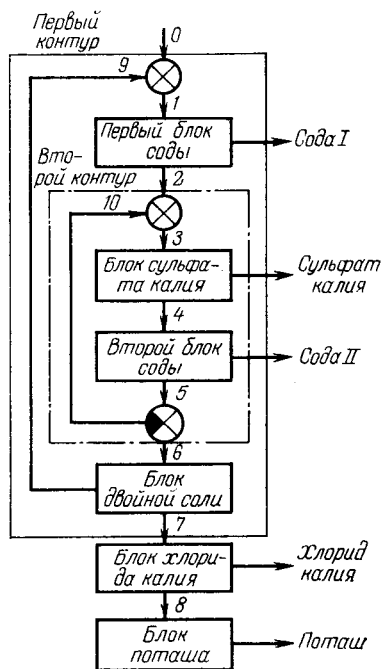 Первый
контур
0
9
1
Первый блок
соды
Сода I
Вто-
рой контур
2
10
3
Блок сульфа-
та калия
Сульфат
калия
4
Второй блок
соды
Сода II
5
6
Блок
двойной соли
7
Блок хлори-
да калия
Хлорид
калия
8
Блок
поташа
Поташ